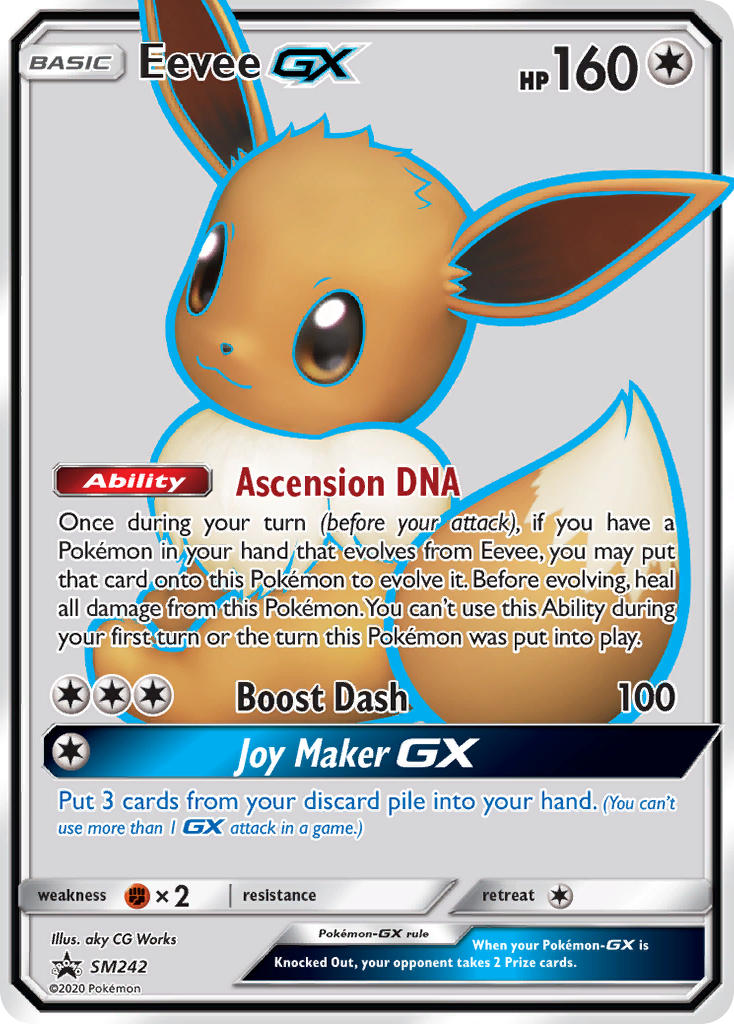 BASIC Eevee GX HP 160
Ability Ascension DNA
Once during your turn (before your attack), if you have a
Pokémon in your hand that evolves from Eevee, you may put
that card onto this Pokémon to evolve it. Before evolving, heal
all damage from this Pokémon. You can't use this Ability during
your first turn or the turn this Pokémon was put into play.
Boost Dash 100
Joy Maker GX
Put 3 cards from your discard pile into your hand. (You can't
use more than 1 GX attack in a game.)
weakness × 2 resistance retreat
Illus. aky CG Works
PROMO SM242
©2020 Pokémon
Pokémon-GX rule
When your Pokémon-GX is
Knocked Out, your opponent takes 2 Prize cards.